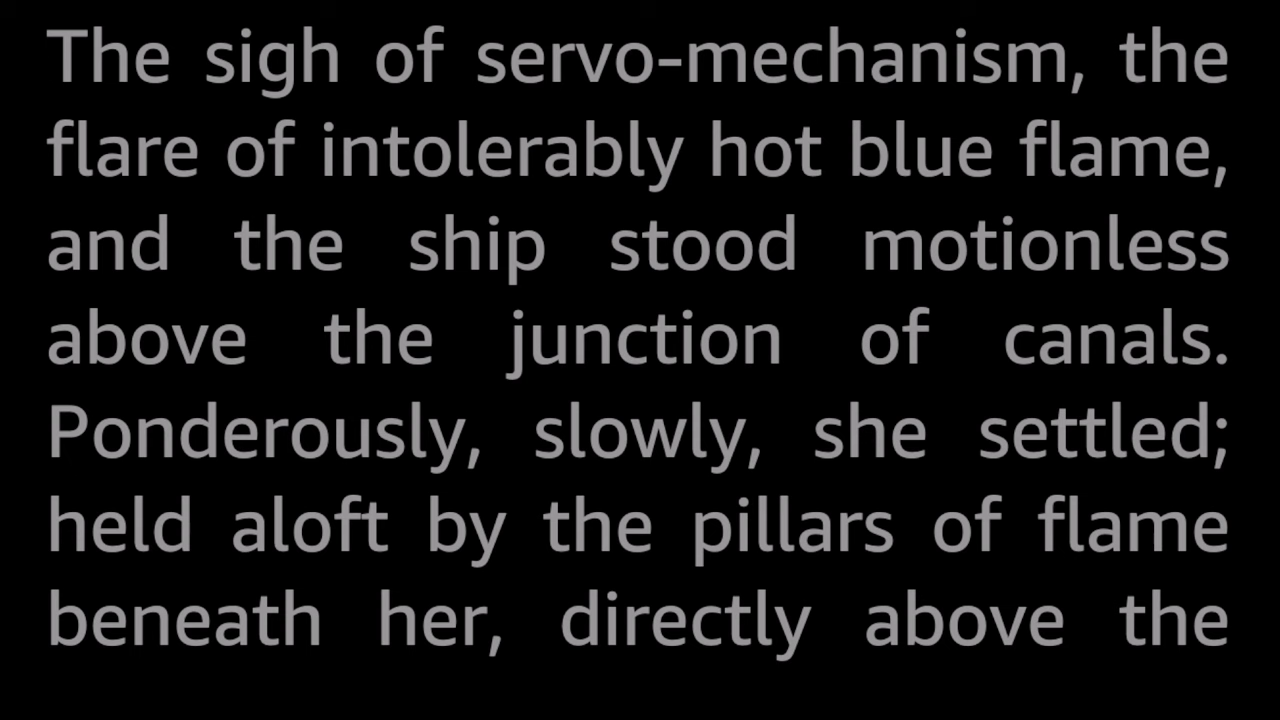 The sigh of servo-mechanism, the
flare of intolerably hot blue flame,
and the ship stood motionless
above the junction of canals.
Ponderously, slowly, she settled;
held aloft by the pillars of flame
beneath her, directly above the